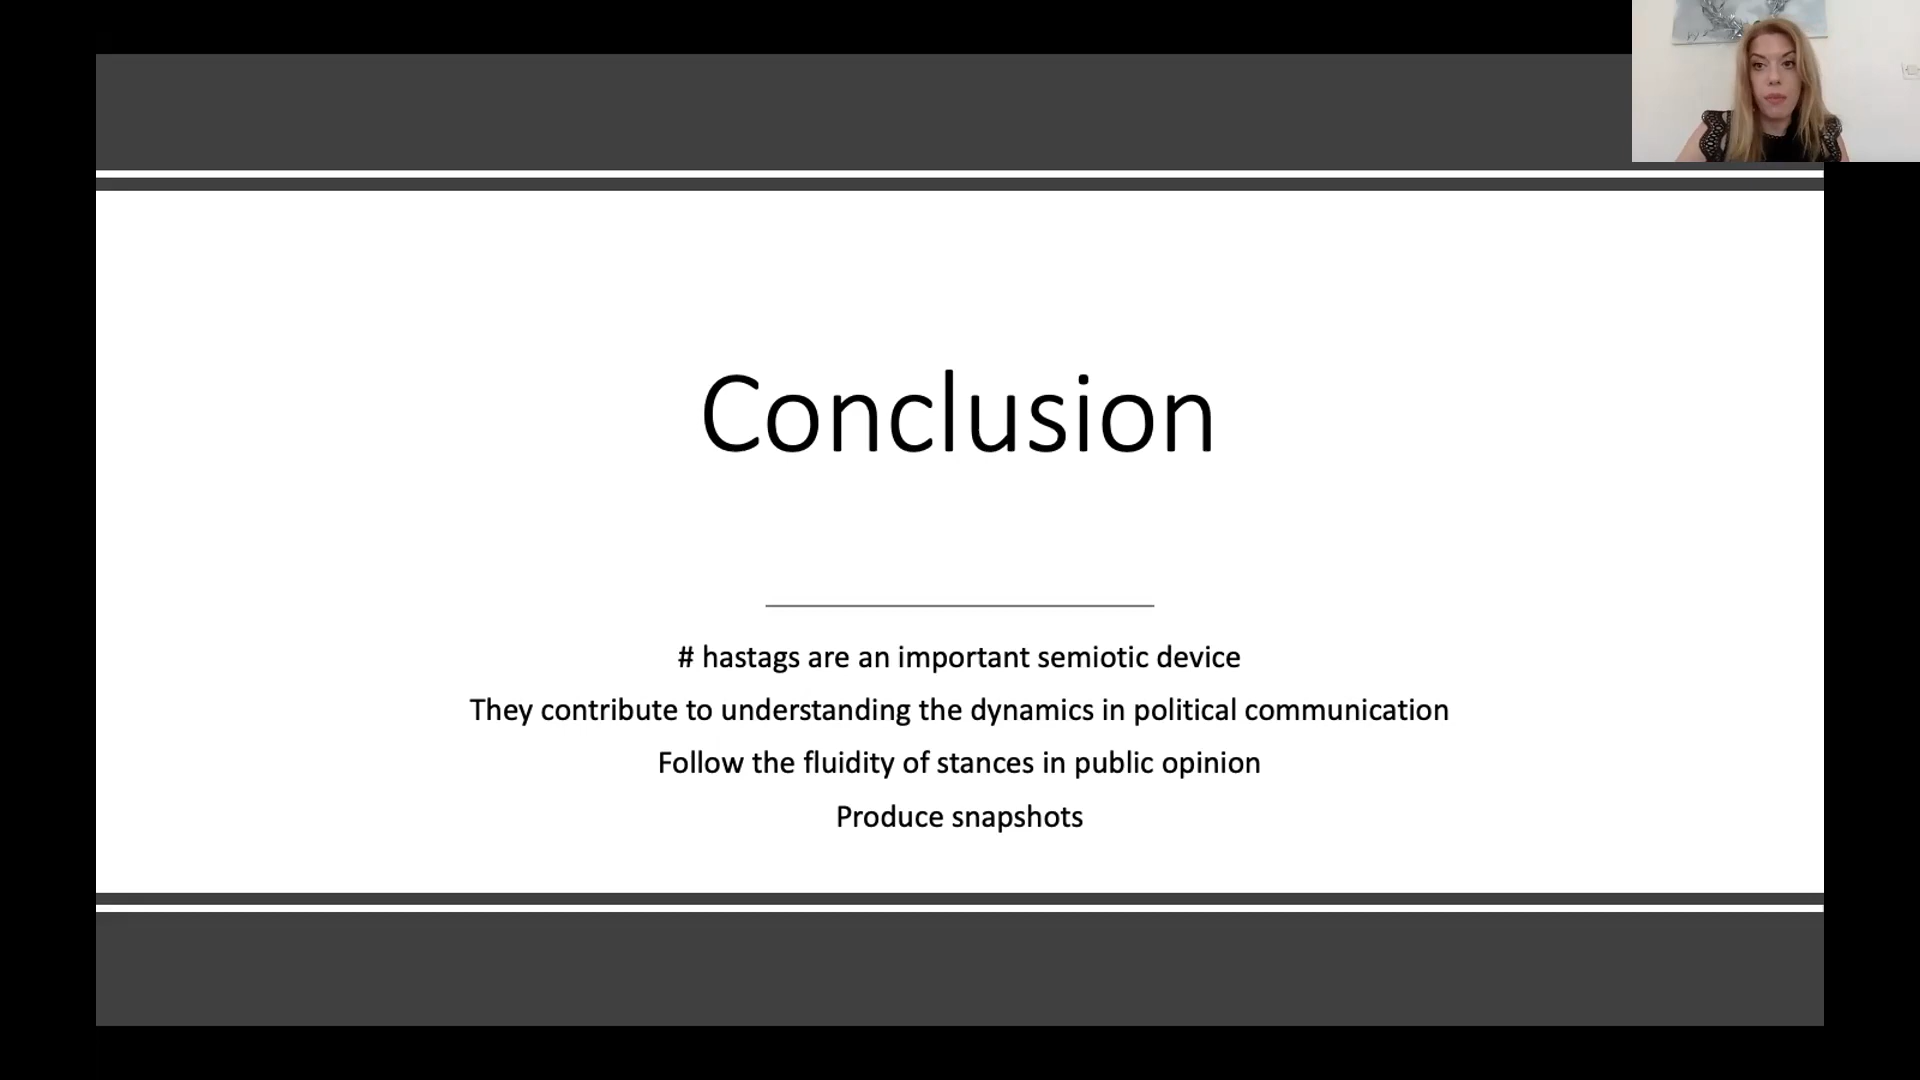 Conclusion
# hastags are an important semiotic device
They contribute to understanding the dynamics in political communication
Follow the fluidity of stances in public opinion
Produce snapshots